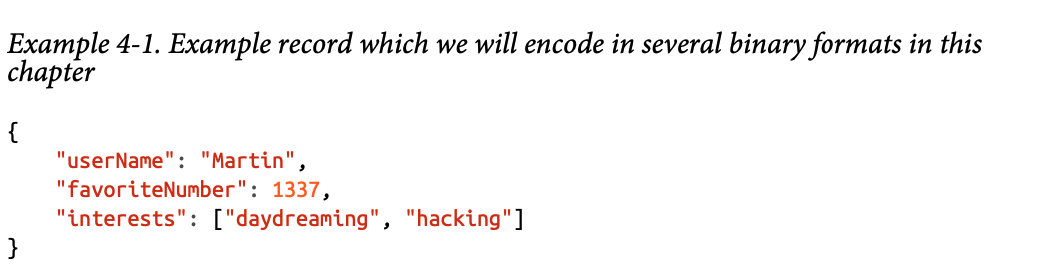 Example 4-1. Example record which we will encode in several binary formats in this
chapter
{
    "userName": "Martin",
    "favoriteNumber": 1337,
    "interests": ["daydreaming", "hacking"]
}